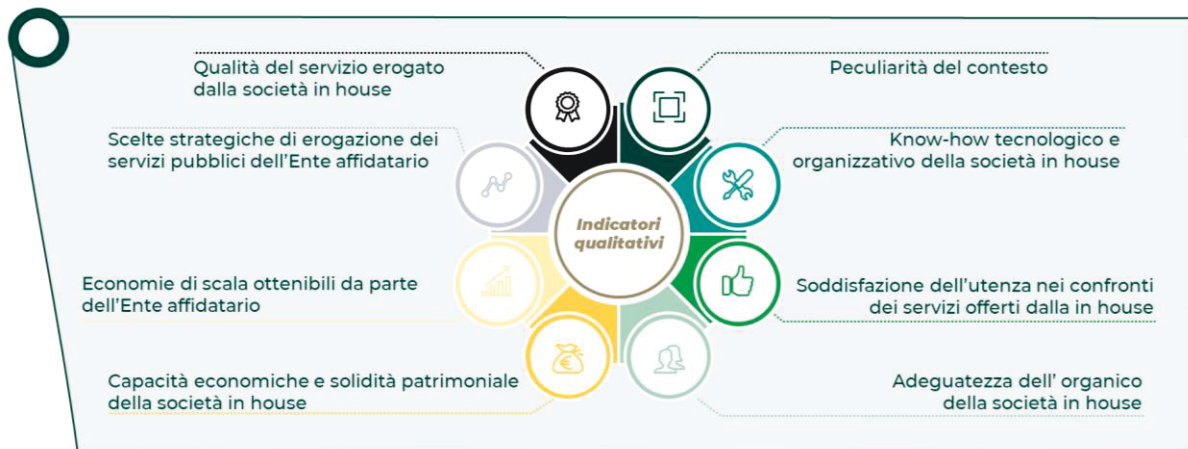 Qualità del servizio erogato
dalla società in house
Scelte strategiche di erogazione dei
servizi pubblici dell'Ente affidatario
Economie di scala ottenibili da parte
dell'Ente affidatario
Capacità economiche e solidità patrimoniale
della società in house
Indicatori
qualitativi
Peculiarità del contesto
Know-how tecnologico e
organizzativo della società in house
Soddisfazione dell'utenza nei confronti
dei servizi offerti dalla in house
Adeguatezza dell' organico
della società in house